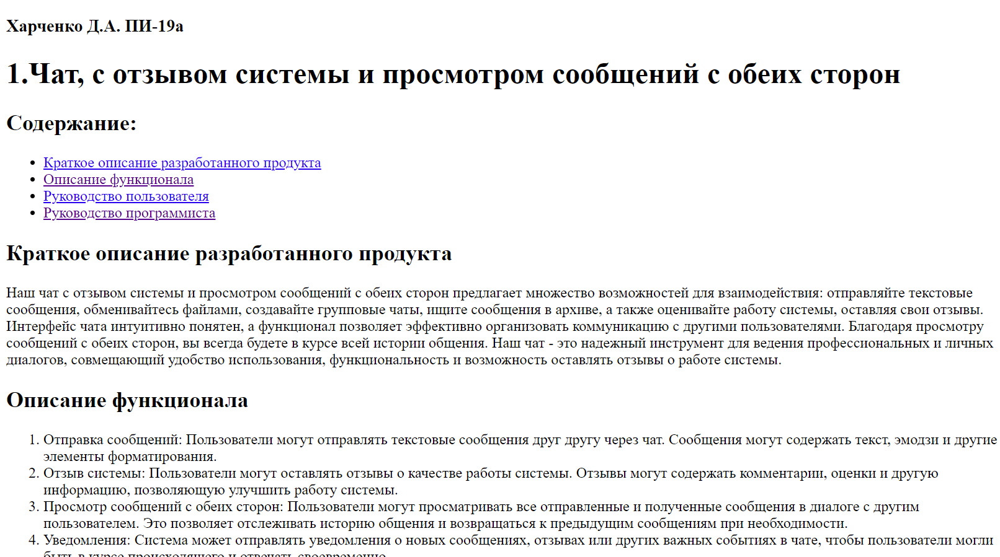 Харченко Д.А. ПИ-19а
1.Чат, с отзывом системы и просмотром сообщений с обеих сторон
Содержание:
• Краткое описание разработанного продукта
• Описание функционала
• Руководство пользователя
• Руководство программиста
Краткое описание разработанного продукта
Наш чат с отзывом системы и просмотром сообщений с обеих сторон предлагает множество возможностей для взаимодействия: отправляйте текстовые
сообщения, обменивайтесь файлами, создавайте групповые чаты, ищите сообщения в архиве, а также оценивайте работу системы, оставляя свои отзывы.
Интерфейс чата интуитивно понятен, а функционал позволяет эффективно организовать коммуникацию с другими пользователями. Благодаря просмотру
сообщений с обеих сторон, вы всегда будете в курсе всей истории общения. Наш чат - это надежный инструмент для ведения профессиональных и личных
диалогов, совмещающий удобство использования, функциональность и возможность оставлять отзывы о работе системы.
Описание функционала
1. Отправка сообщений: Пользователи могут отправлять текстовые сообщения друг другу через чат. Сообщения могут содержать текст, эмодзи и другие
элементы форматирования.
2. Отзыв системы: Пользователи могут оставлять отзывы о качестве работы системы. Отзывы могут содержать комментарии, оценки и другую
информацию, позволяющую улучшить работу системы.
3. Просмотр сообщений с обеих сторон: Пользователи могут просматривать все отправленные и полученные сообщения в диалоге с другим
пользователем. Это позволяет отслеживать историю общения и возвращаться к предыдущим сообщениям при необходимости.
4. Уведомления: Система может отправлять уведомления о новых сообщениях, отзывах или других важных событиях в чате, чтобы пользователи могли
быть в курсе происходящего и отвечать своевременно.